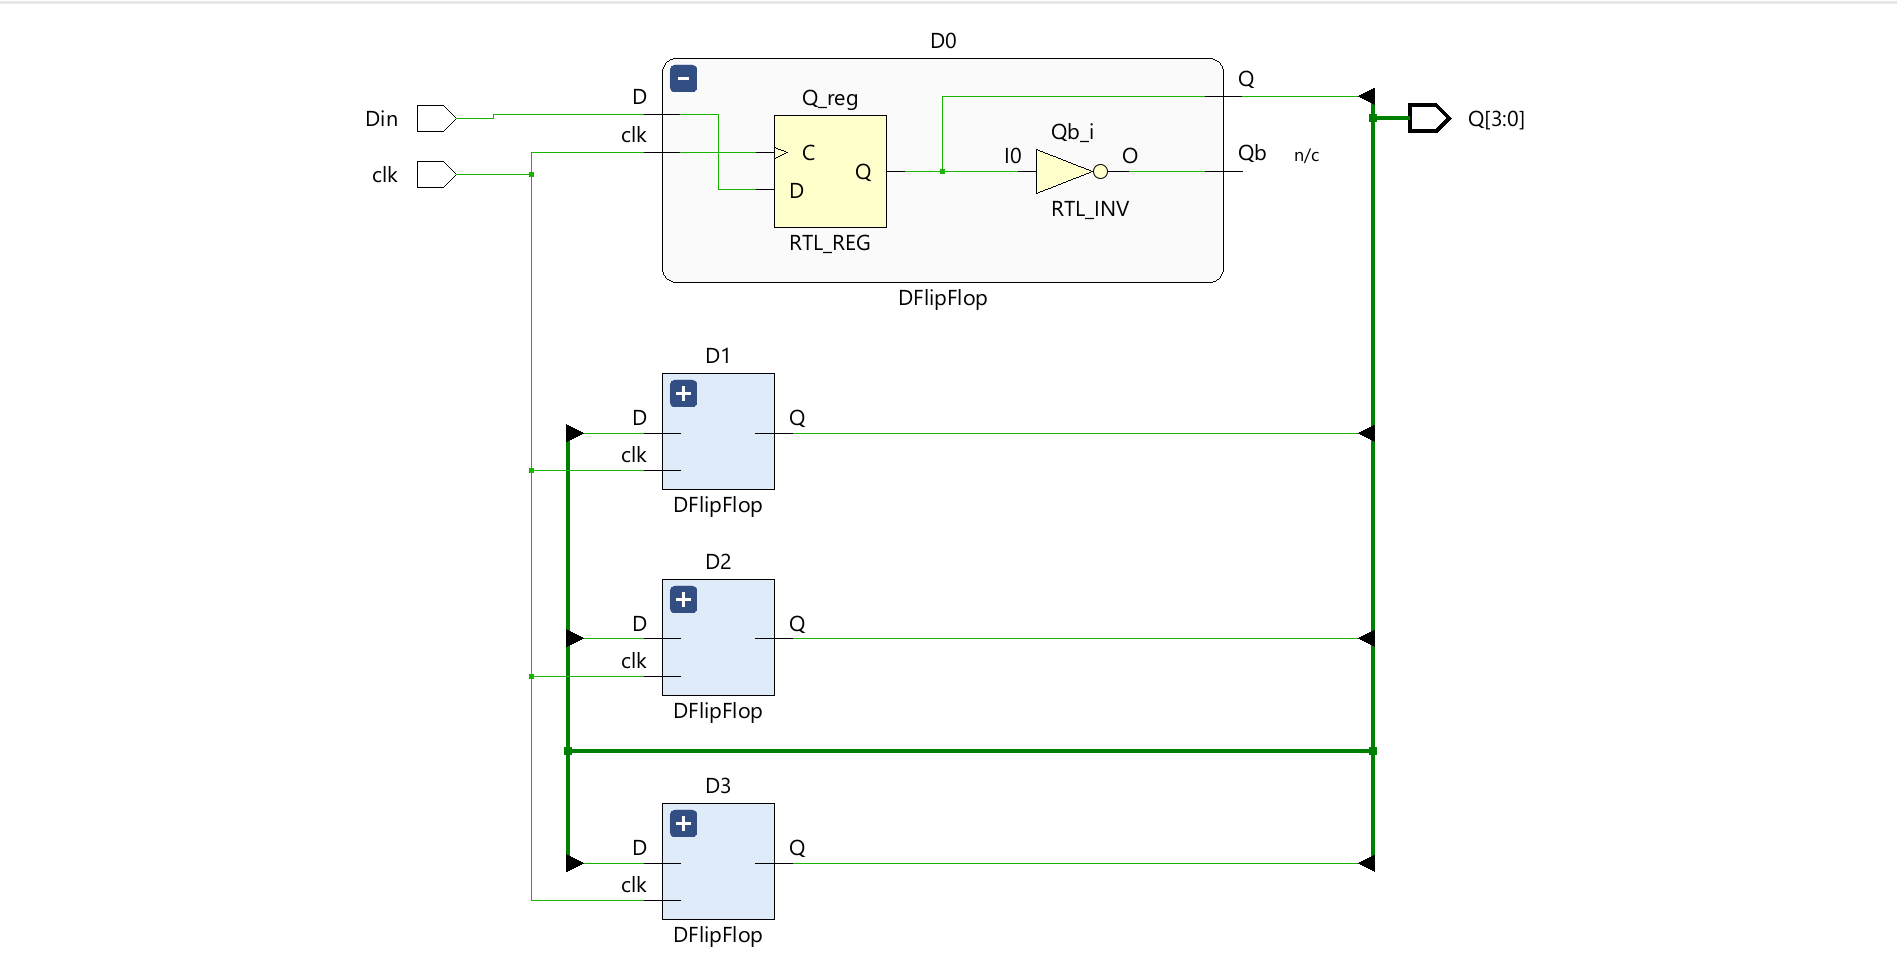 D0
Q
D
Q_reg
Din
Q[3:0]
clk
Qb_i
C
I0
O
Qb
n/c
clk
Q
D
RTL_INV
RTL_REG
DFlipFlop
D1
D
Q
clk
DFlipFlop
D2
D
Q
clk
DFlipFlop
D3
D
Q
clk
DFlipFlop